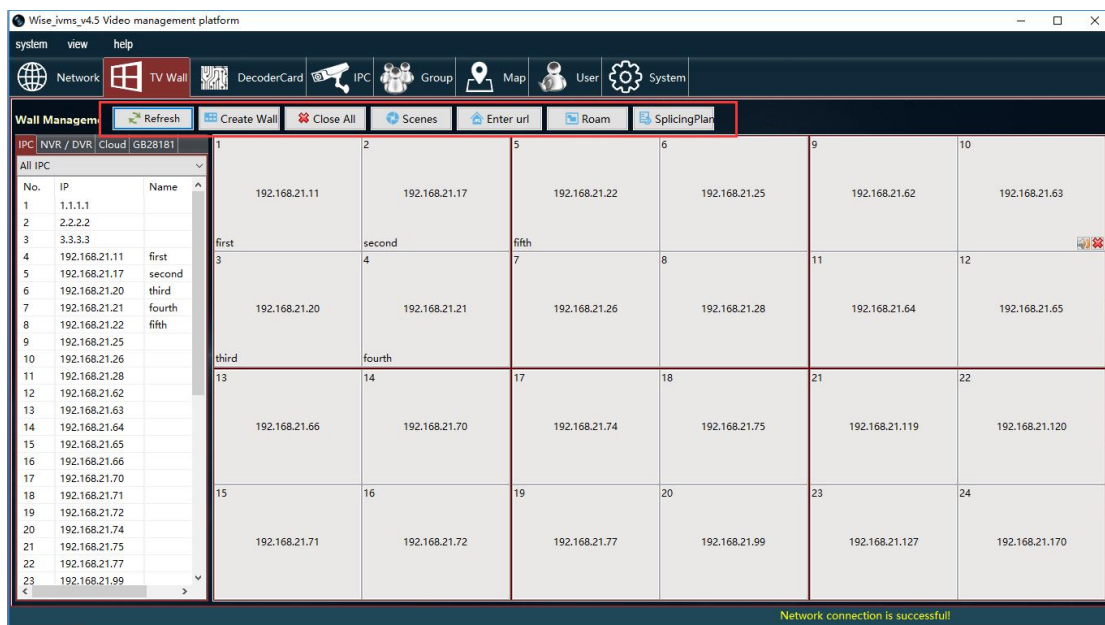 Wise_ivms_v4.5 Video management platform
system view help
Network TV Wall DecoderCard IPC Group Map User System
Wall Managem Refresh Create Wall Close All Scenes Enter url Roam SplicingPlan
IPC NVR / DVR Cloud GB28181
All IPC
No. IP Name
1 1.1.1.1
2 2.2.2.2
3 3.3.3.3
4 192.168.21.11 first
5 192.168.21.17 second
6 192.168.21.20 third
7 192.168.21.21 fourth
8 192.168.21.22 fifth
9 192.168.21.25
10 192.168.21.26
11 192.168.21.28
12 192.168.21.62
13 192.168.21.63
14 192.168.21.64
15 192.168.21.65
16 192.168.21.66
17 192.168.21.70
18 192.168.21.71
19 192.168.21.72
20 192.168.21.74
21 192.168.21.75
22 192.168.21.77
23 192.168.21.99
1 2 5 6 9 10
192.168.21.11 192.168.21.17 192.168.21.22 192.168.21.25 192.168.21.62 192.168.21.63
first second fifth
3 4 7 8 11 12
192.168.21.20 192.168.21.21 192.168.21.26 192.168.21.28 192.168.21.64 192.168.21.65
third fourth
13 14 17 18 21 22
192.168.21.66 192.168.21.70 192.168.21.74 192.168.21.75 192.168.21.119 192.168.21.120
15 16 19 20 23 24
192.168.21.71 192.168.21.72 192.168.21.77 192.168.21.99 192.168.21.127 192.168.21.170
Network connection is successful!